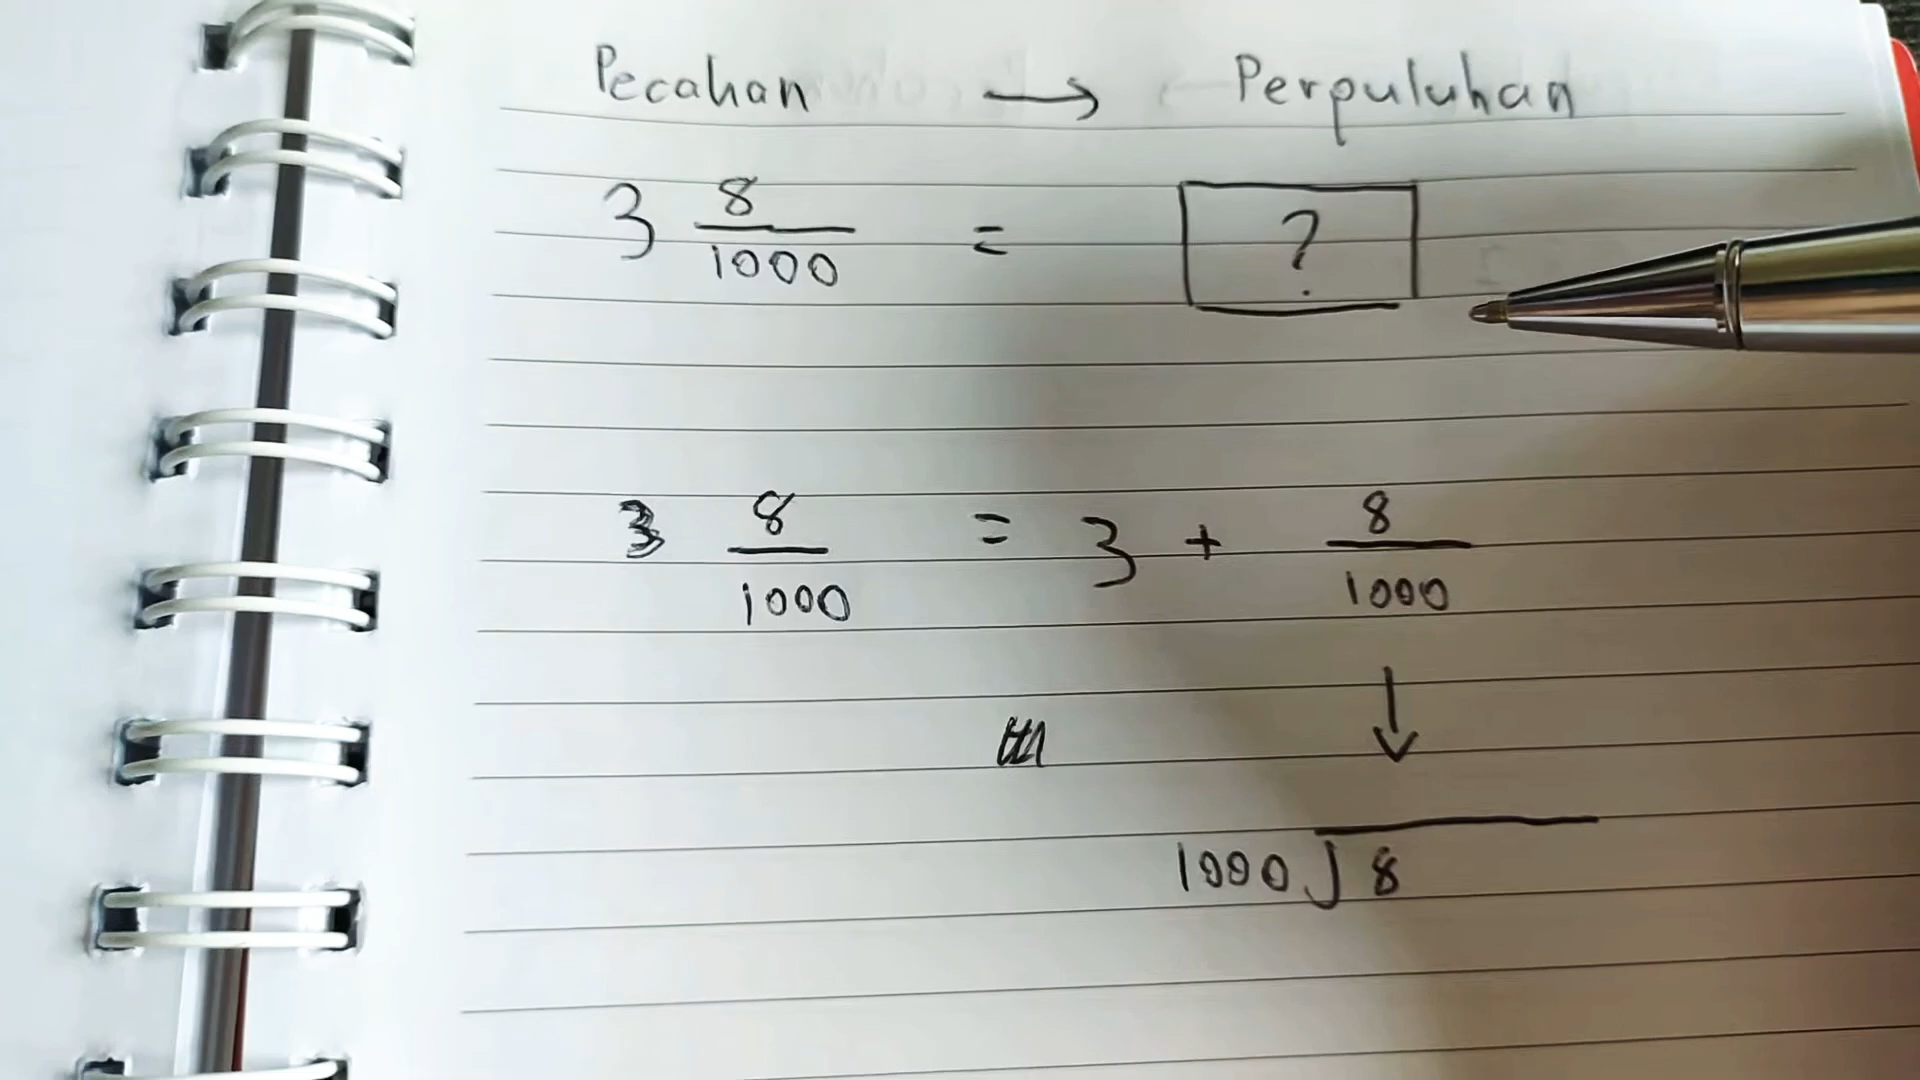 Pecahan → Perpuluhan
3 8/1000 = ?
3 8/1000 = 3 + 8/1000
↓
1000 ) 8